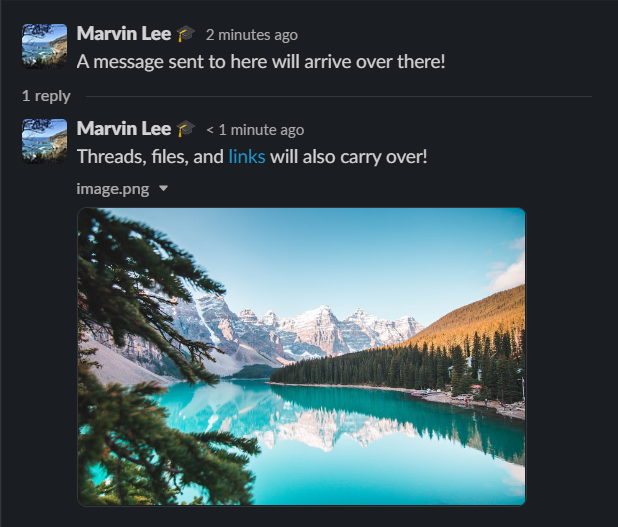 Marvin Lee 🎓 2 minutes ago
A message sent to here will arrive over there!
1 reply
Marvin Lee 🎓 < 1 minute ago
Threads, files, and links will also carry over!
image.png